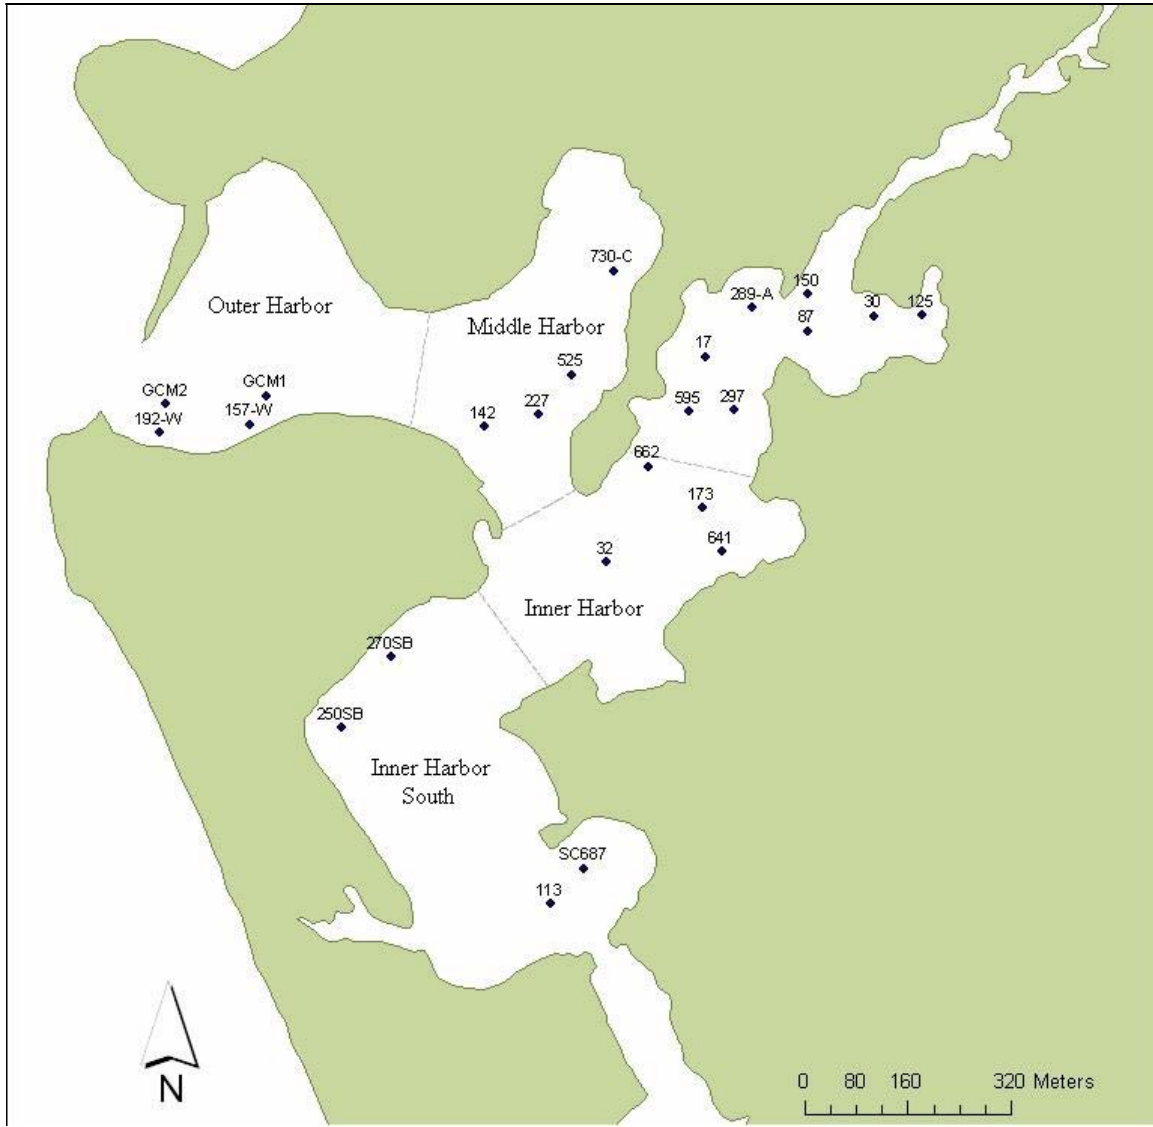 730-C
289-A
150
30
125
Outer Harbor
Middle Harbor
87
17
525
GCM2
GCM1
595
297
192-W
157-W
142
227
662
173
641
32
Inner Harbor
270SB
250SB
Inner Harbor
South
SC687
113
N
0 80 160 320 Meters